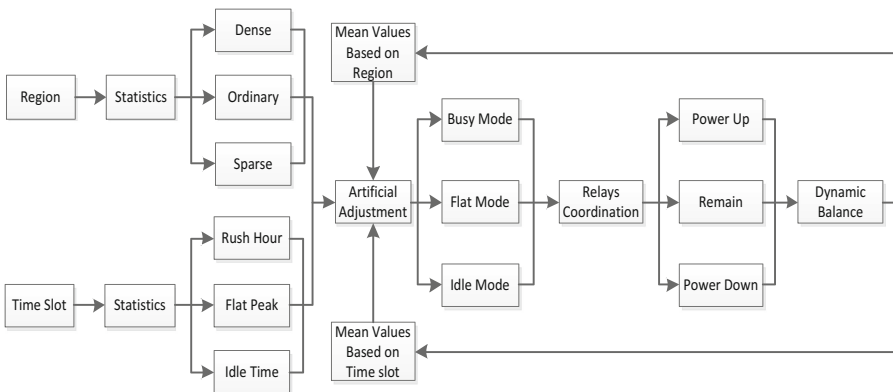 Region
Statistics
Dense
Ordinary
Sparse
Time Slot
Statistics
Rush Hour
Flat Peak
Idle Time
Mean Values
Based on
Region
Artificial
Adjustment
Mean Values
Based on
Time slot
Busy Mode
Flat Mode
Idle Mode
Relays
Coordination
Power Up
Remain
Power Down
Dynamic
Balance